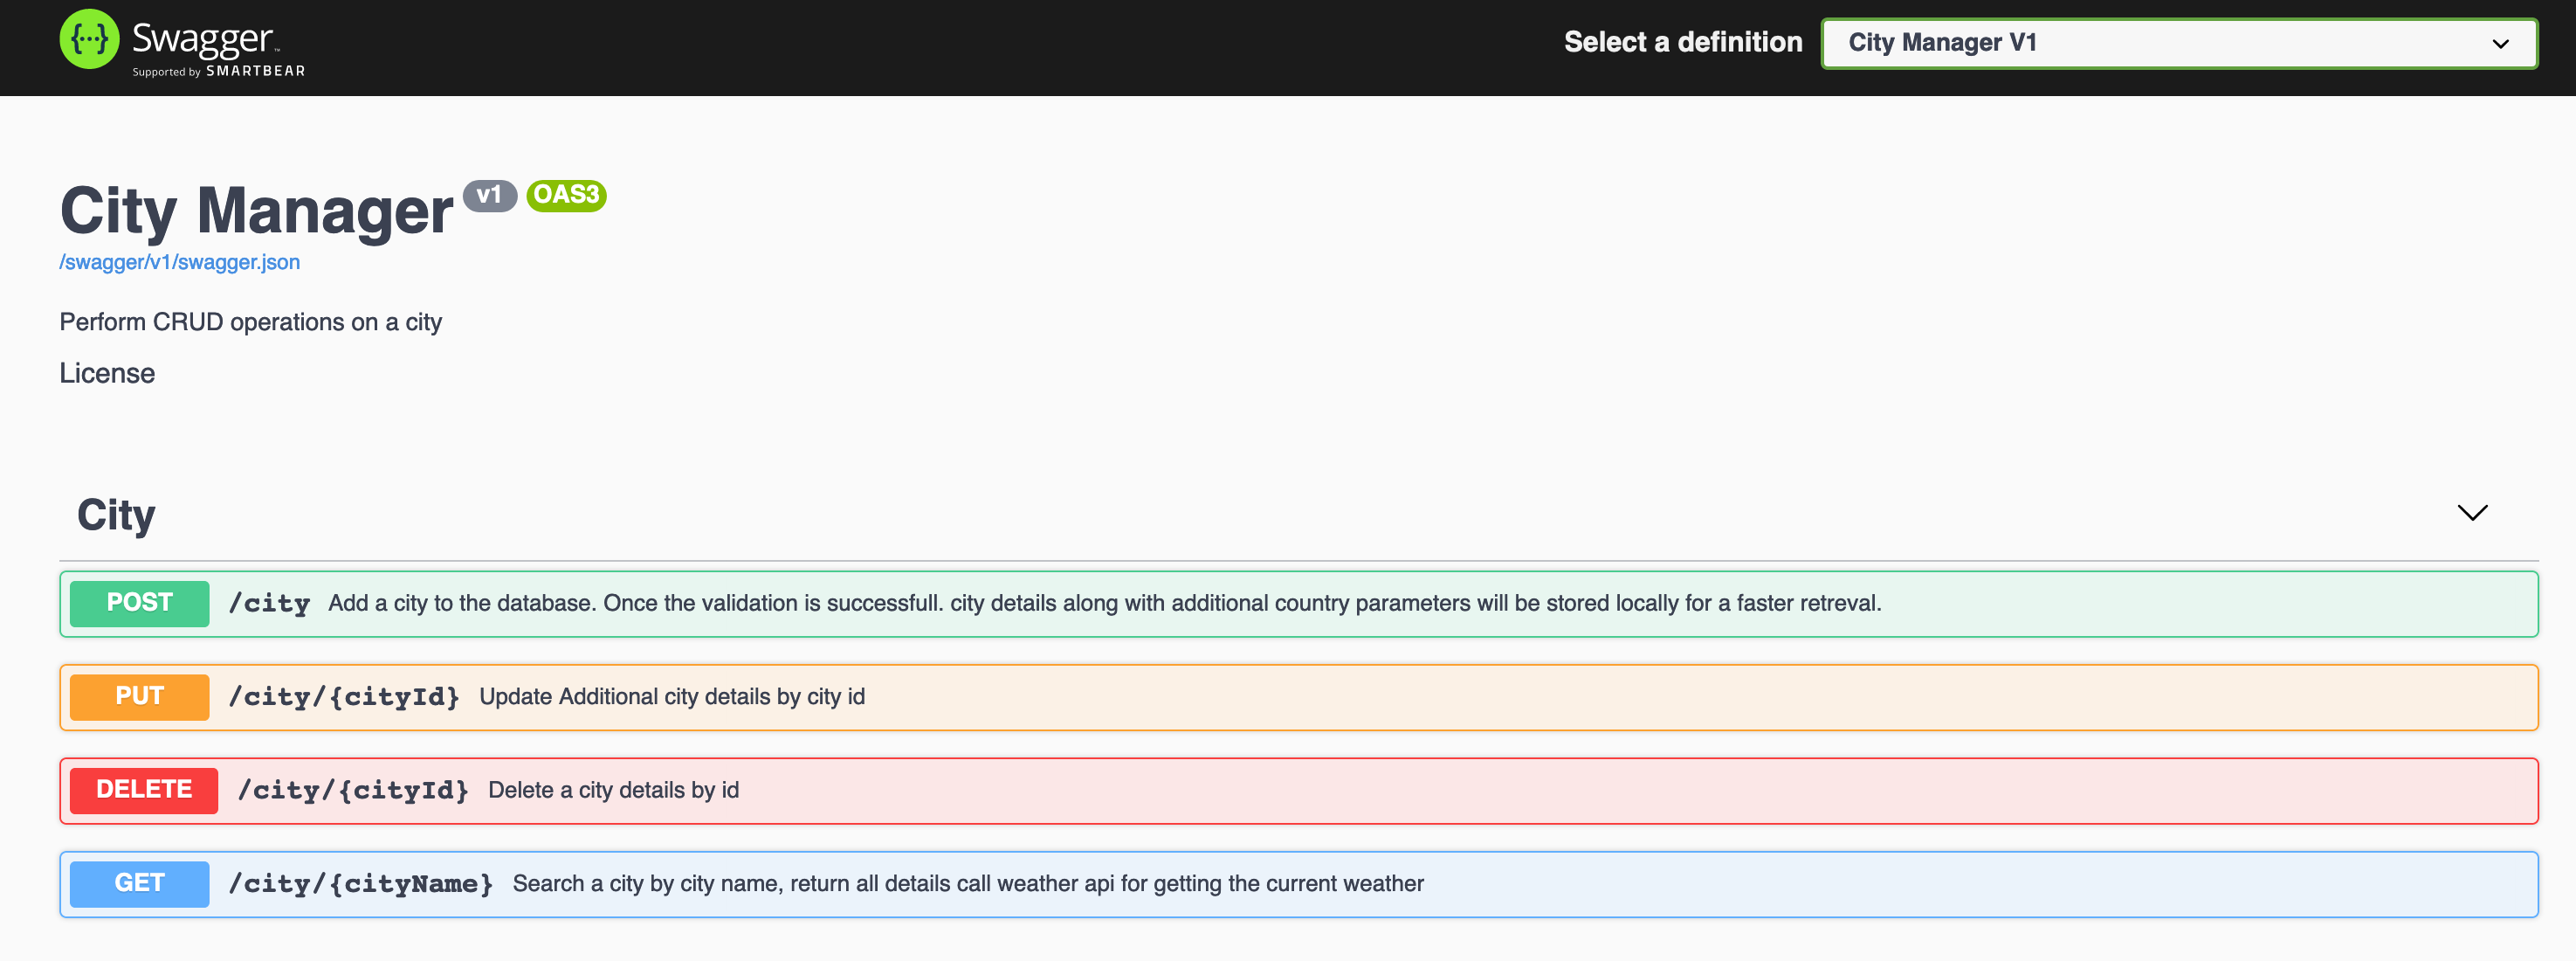 {...} Swagger™
Supported by SMARTBEAR
Select a definition City Manager V1
City Manager v1 OAS3
/swagger/v1/swagger.json
Perform CRUD operations on a city
License
City
POST /city Add a city to the database. Once the validation is successfull. city details along with additional country parameters will be stored locally for a faster retreval.
PUT /city/{cityId} Update Additional city details by city id
DELETE /city/{cityId} Delete a city details by id
GET /city/{cityName} Search a city by city name, return all details call weather api for getting the current weather